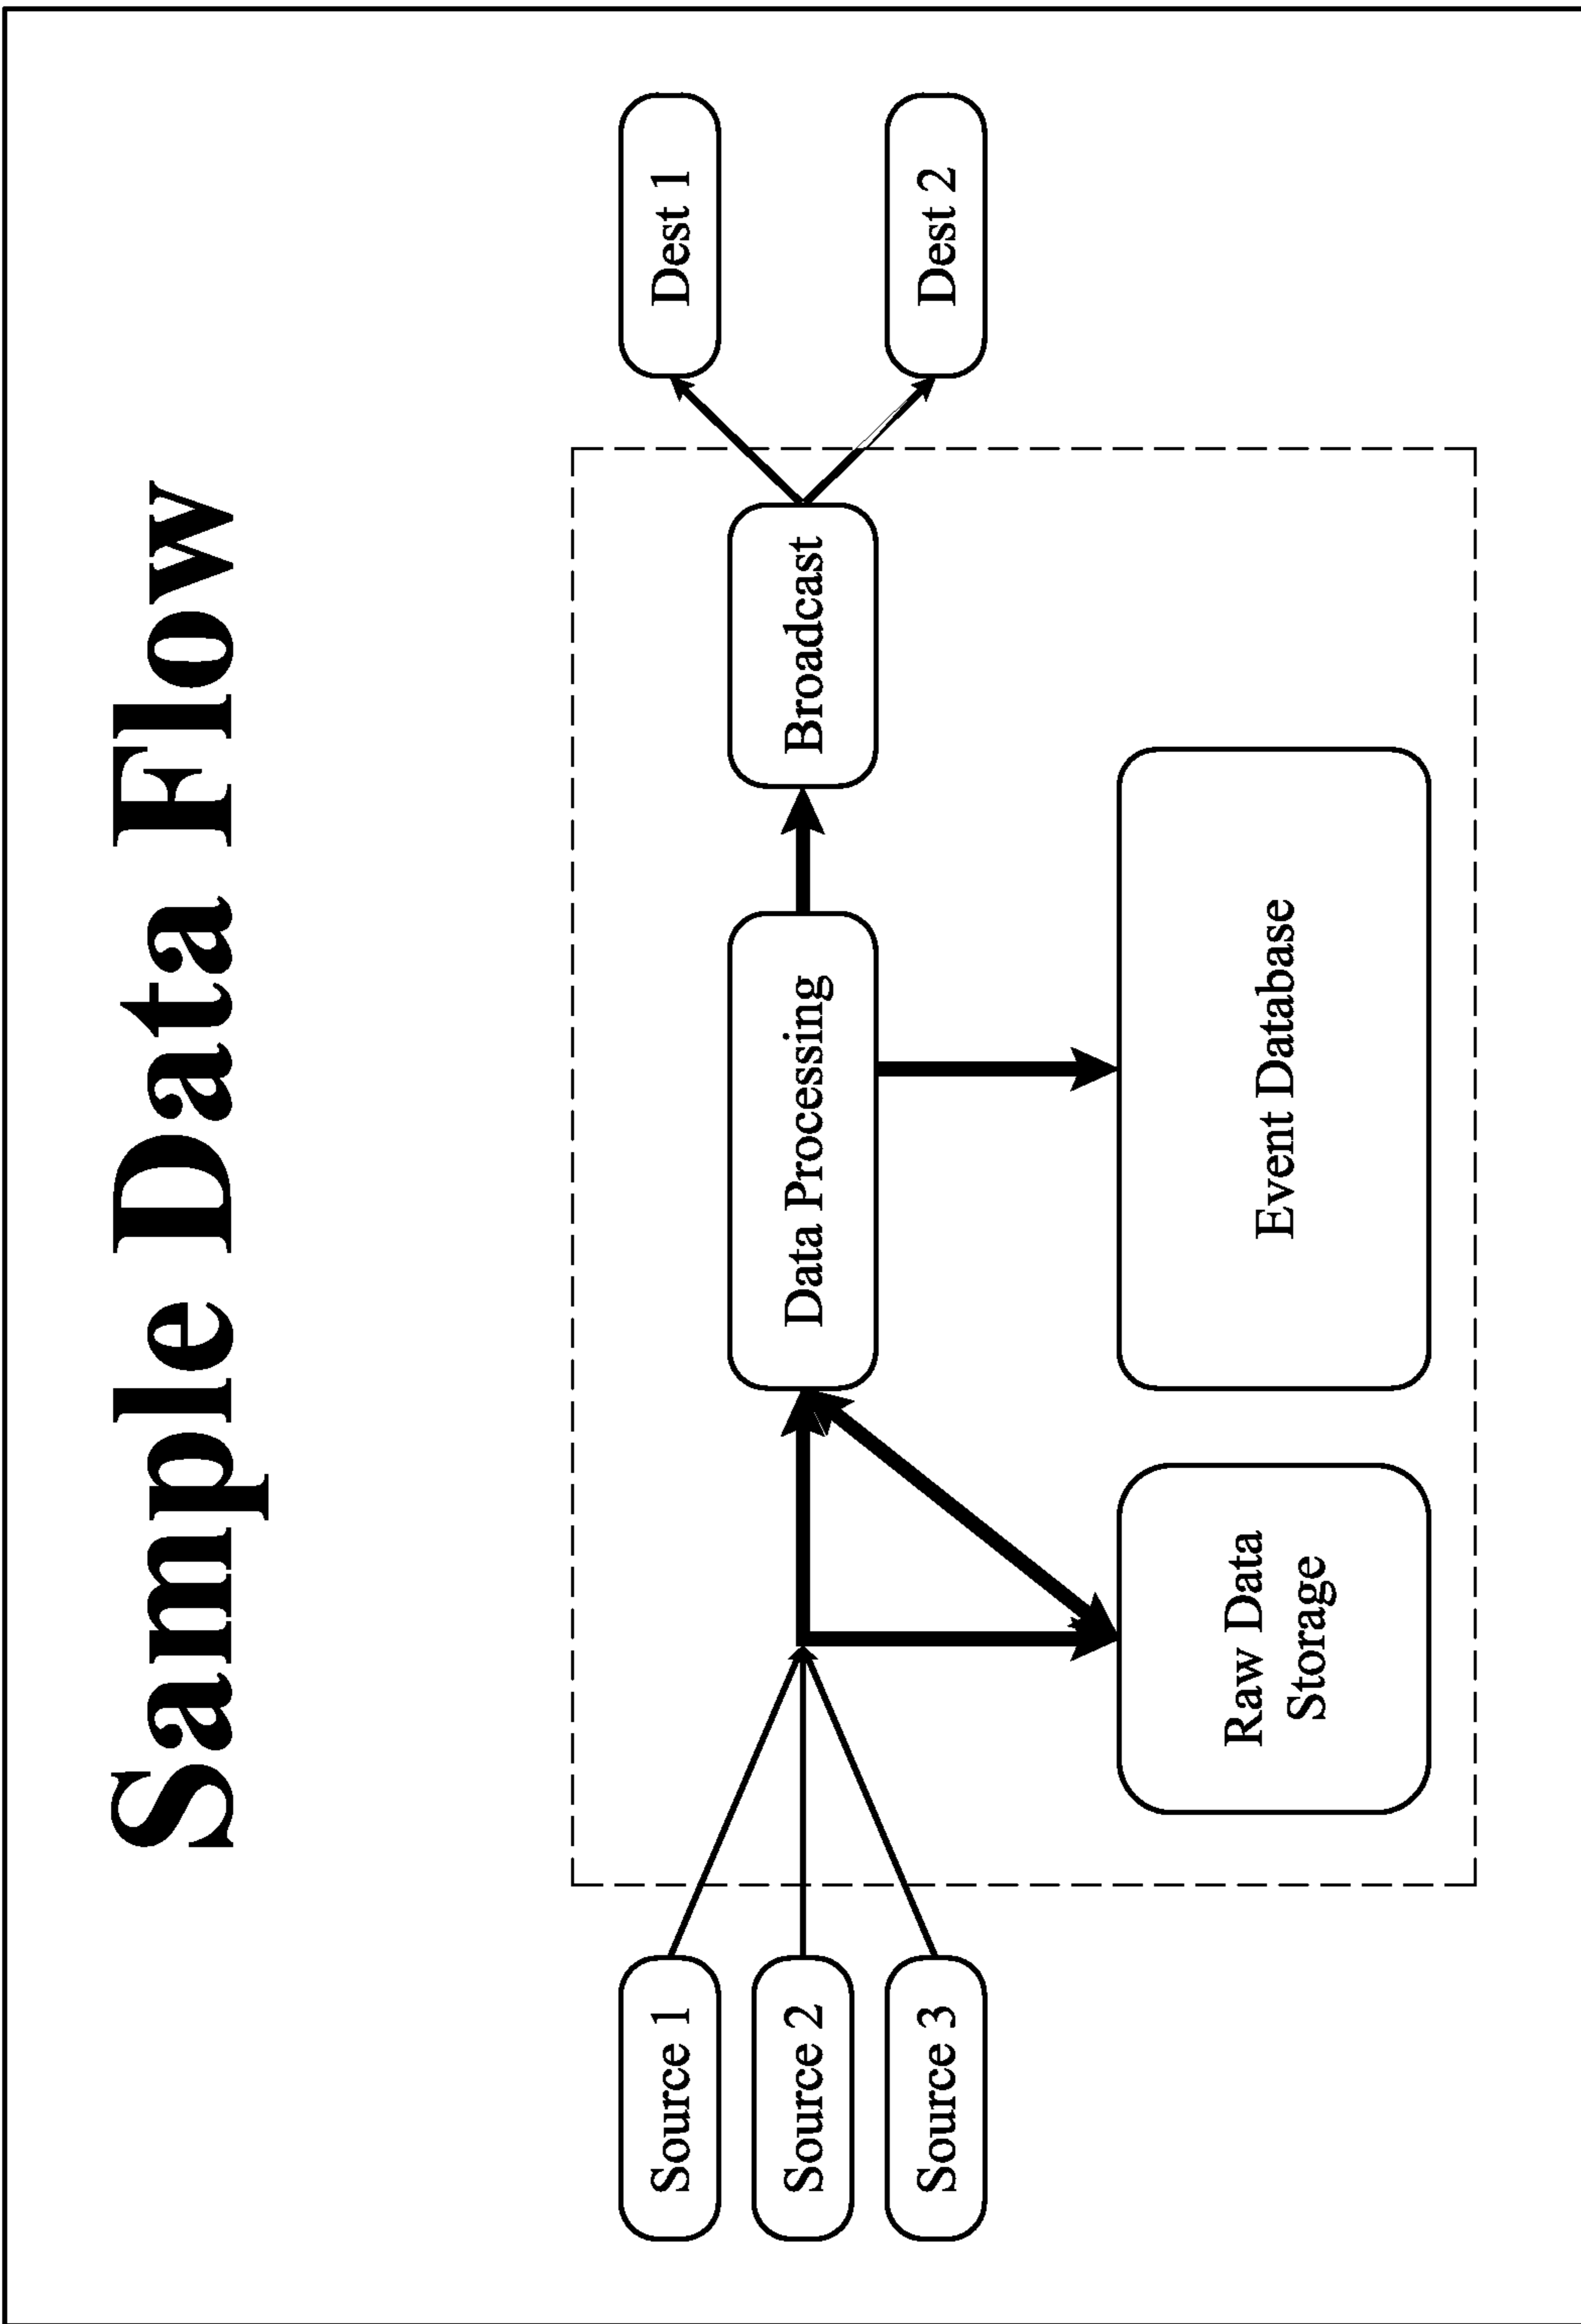 Sample Data Flow
Source 1
Source 2
Source 3
Data Processing
Broadcast
Dest 1
Dest 2
Raw Data
Storage
Event Database